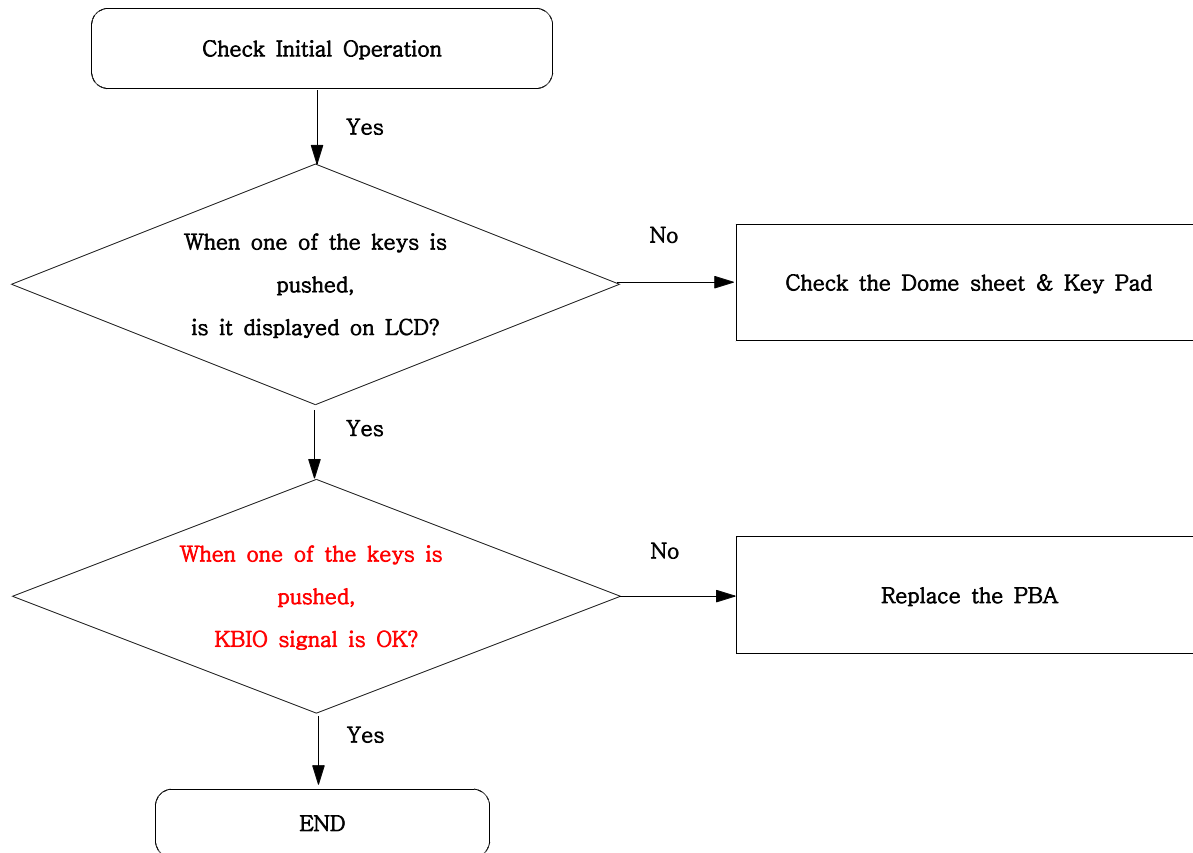 Check Initial Operation
Yes
When one of the keys is
pushed,
is it displayed on LCD?
No
Check the Dome sheet & Key Pad
Yes
When one of the keys is
pushed,
KBIO signal is OK?
No
Replace the PBA
Yes
END